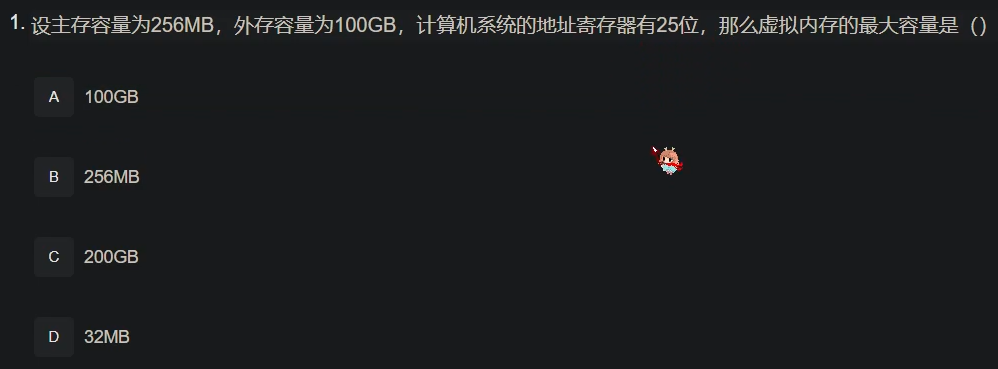 1. 设主存容量为256MB，外存容量为100GB，计算机系统的地址寄存器有25位，那么虚拟内存的最大容量是（）
A 100GB
B 256MB
C 200GB
D 32MB